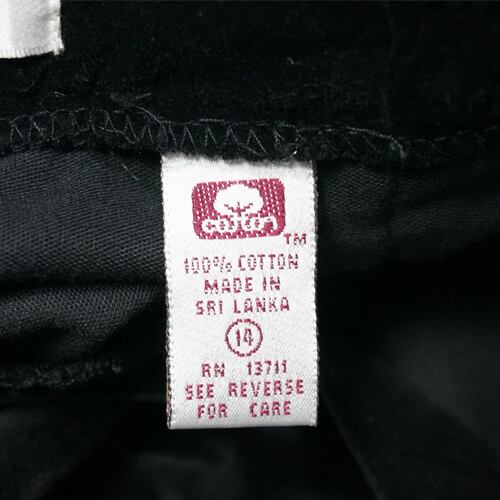 cotton
TM
100% COTTON
MADE IN
SRI LANKA
14
RN 13711
SEE REVERSE
FOR CARE